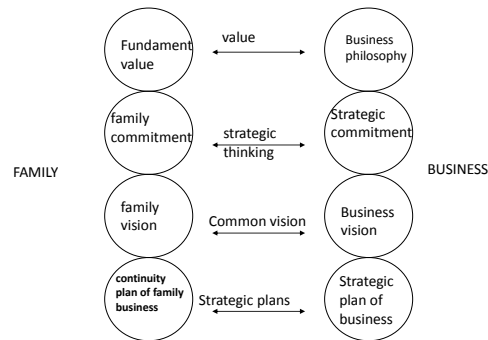 Fundament
value
value
Business
philosophy
family
commitment
strategic
thinking
Strategic
commitment
FAMILY
BUSINESS
family
vision
Common vision
Business
vision
continuity
plan of family
business
Strategic plans
Strategic
plan of
business